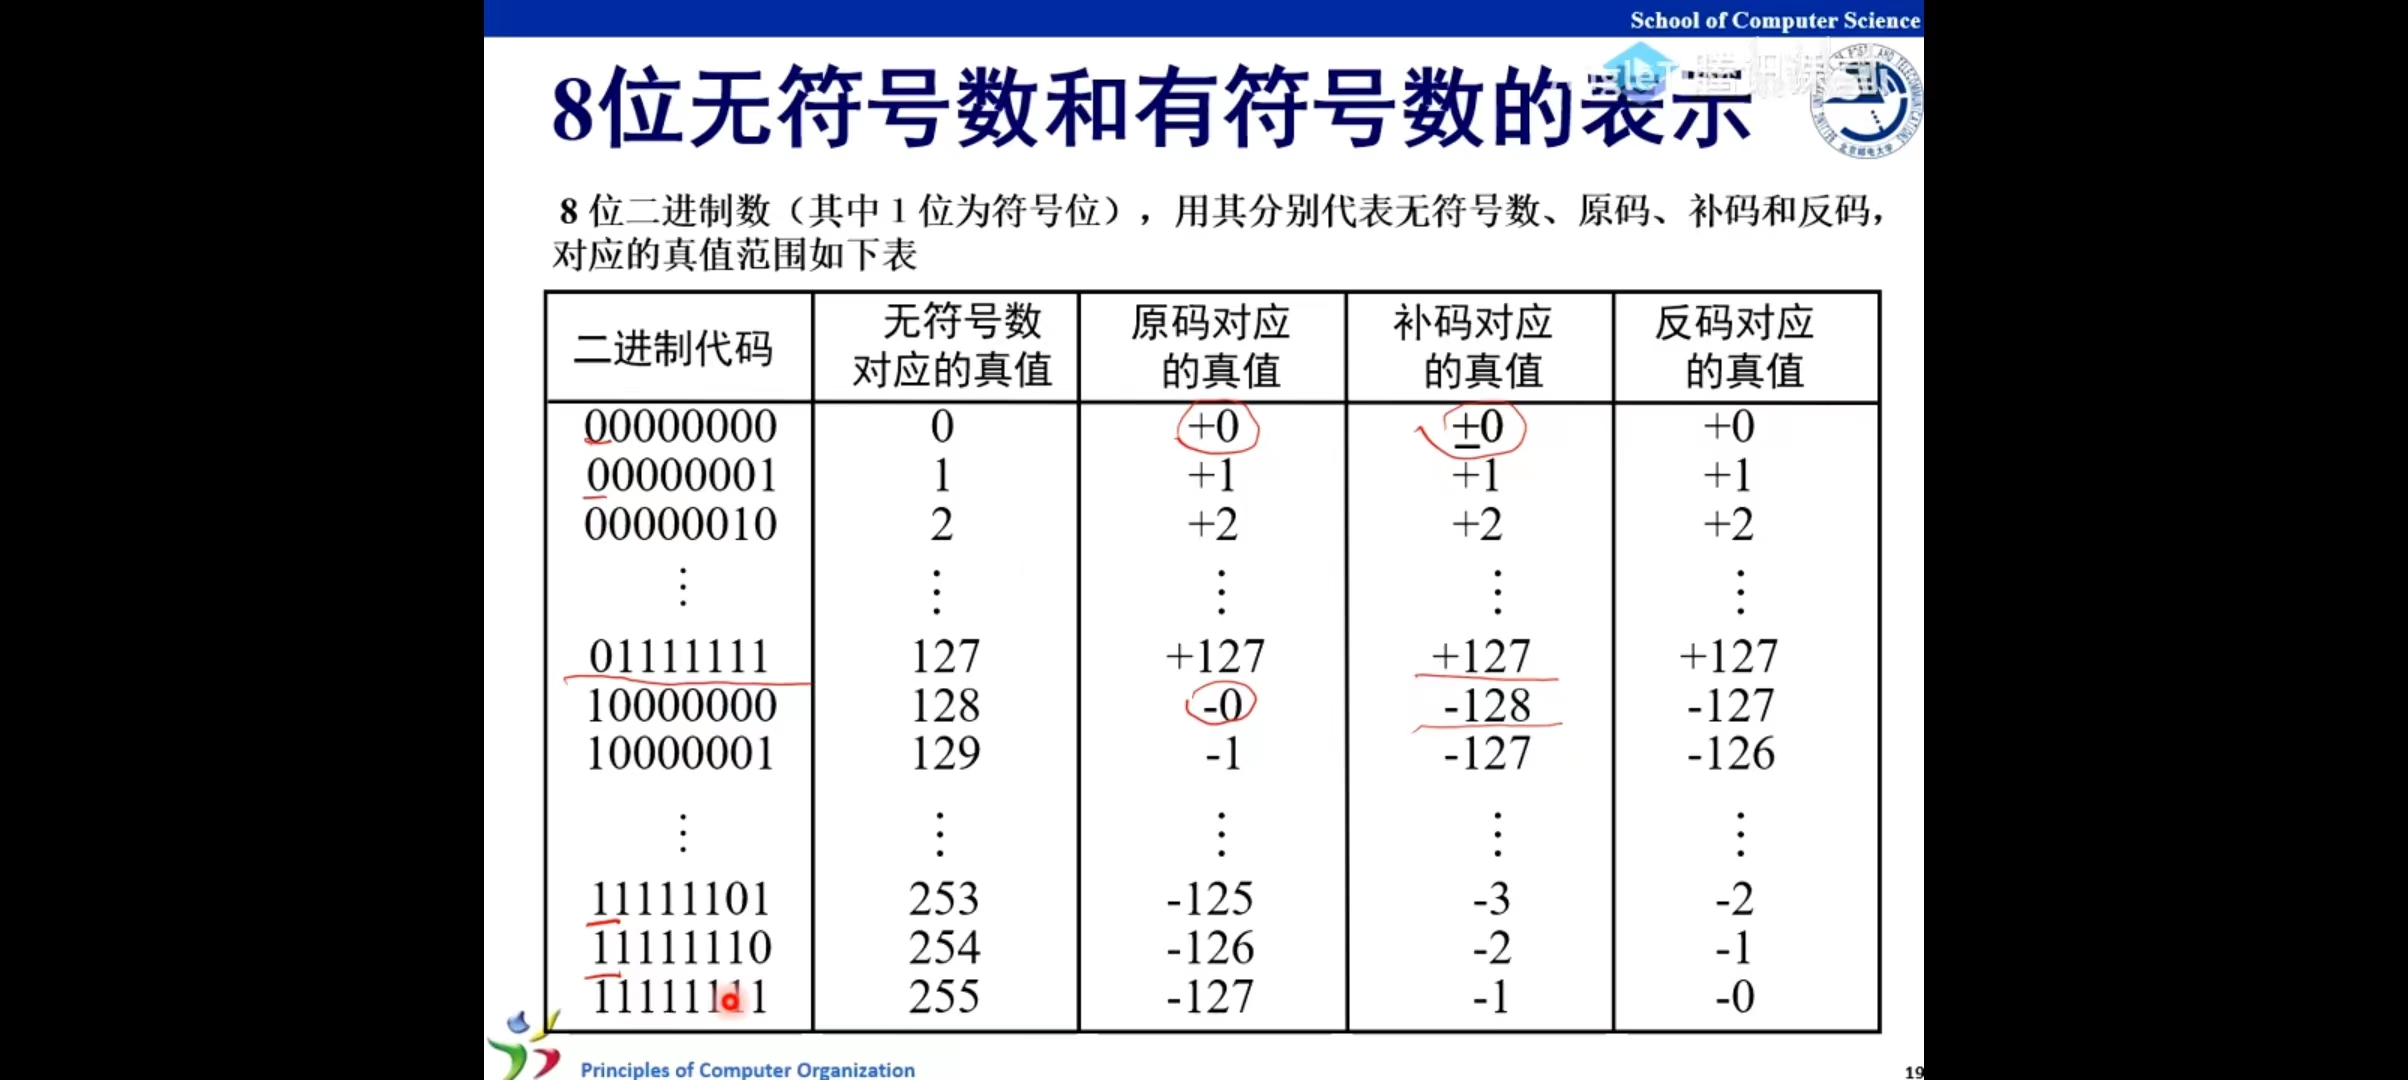 School of Computer Science
8位无符号数和有符号数的表示
腾讯课堂
8 位二进制数（其中 1 位为符号位），用其分别代表无符号数、原码、补码和反码，
对应的真值范围如下表
二进制代码 无符号数对应的真值 原码对应的真值 补码对应的真值 反码对应的真值
00000000 0 +0 ±0 +0
00000001 1 +1 +1 +1
00000010 2 +2 +2 +2
⋮ ⋮ ⋮ ⋮ ⋮
01111111 127 +127 +127 +127
10000000 128 -0 -128 -127
10000001 129 -1 -127 -126
⋮ ⋮ ⋮ ⋮ ⋮
11111101 253 -125 -3 -2
11111110 254 -126 -2 -1
11111111 255 -127 -1 -0
Principles of Computer Organization
19